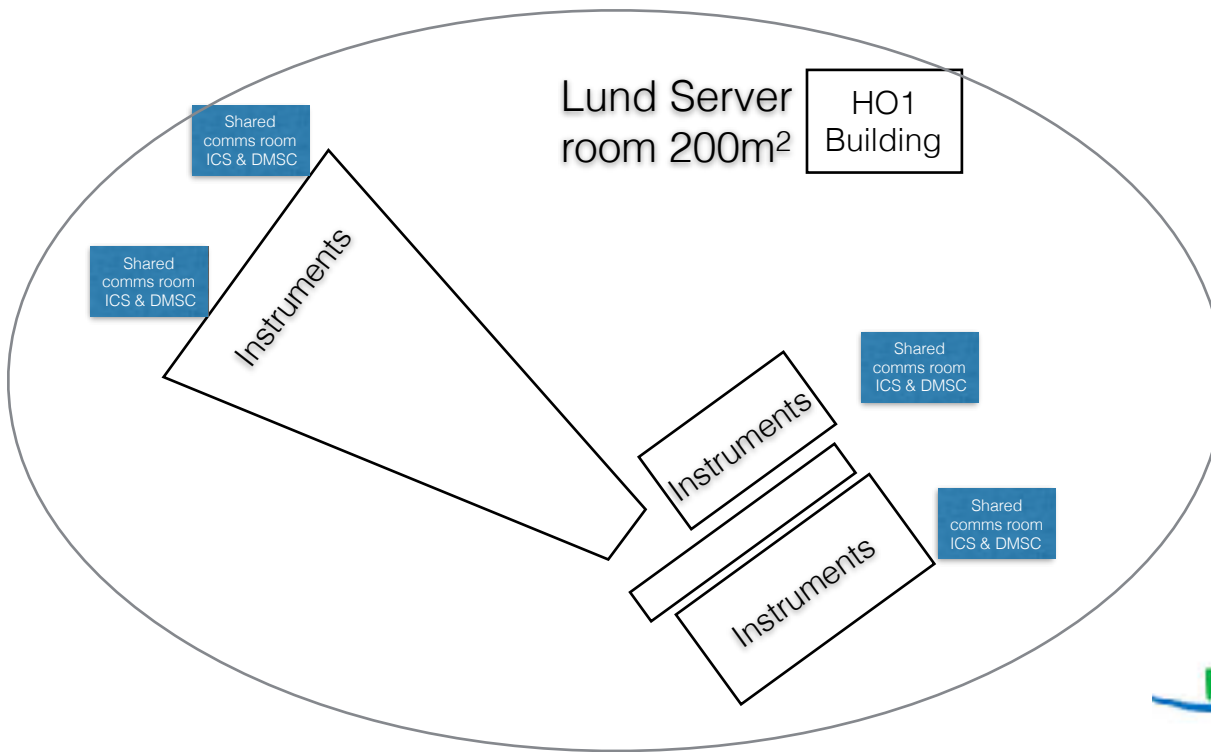 Lund Server
room 200m²
HO1
Building
Shared
comms room
ICS & DMSC
Shared
comms room
ICS & DMSC
Instruments
Shared
comms room
ICS & DMSC
Instruments
Shared
comms room
ICS & DMSC
Instruments